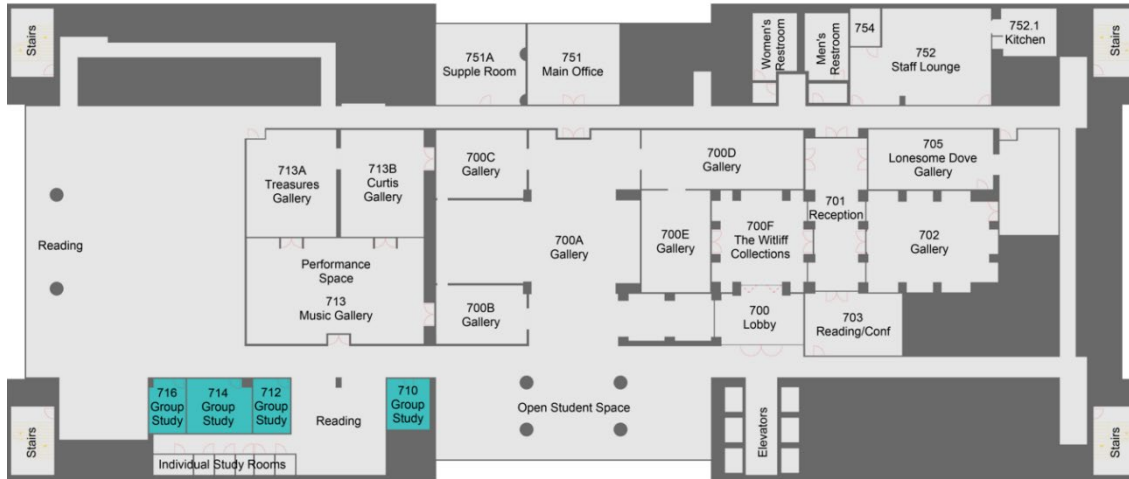 Stairs
751A
Supple Room
751
Main Office
Women's
Restroom
Men's
Restroom
754
752
Staff Lounge
752.1
Kitchen
Stairs
713A
Treasures
Gallery
713B
Curtis
Gallery
700C
Gallery
700D
Gallery
705
Lonesome Dove
Gallery
Reading
700A
Gallery
700E
Gallery
700F
The Witliff
Collections
701
Reception
702
Gallery
Performance
Space
713
Music Gallery
700B
Gallery
700
Lobby
703
Reading/Conf
716
Group
Study
714
Group
Study
712
Group
Study
Reading
710
Group
Study
Open Student Space
Elevators
Stairs
Individual Study Rooms
Stairs